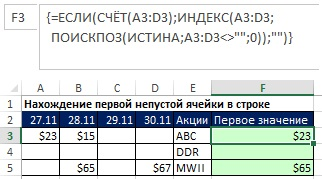 F3
{=ЕСЛИ(СЧЁТ(A3:D3);ИНДЕКС(A3:D3;
ПОИСКПОЗ(ИСТИНА;A3:D3<>"";0));"")}
A B C D E F
1 Нахождение первой непустой ячейки в строке
2 27.11 28.11 29.11 30.11 Акции Первое значение
3 $23 $15 ABC $23
4 DDR
5 $65 $67 MWII $65